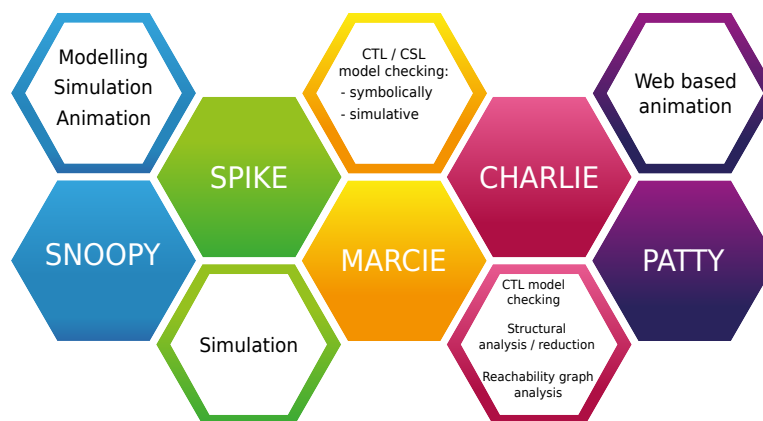 Modelling
Simulation
Animation
CTL / CSL
model checking:
- symbolically
- simulative
Web based
animation
SPIKE
CHARLIE
SNOOPY
MARCIE
PATTY
Simulation
CTL model
checking
Structural
analysis / reduction
Reachability graph
analysis